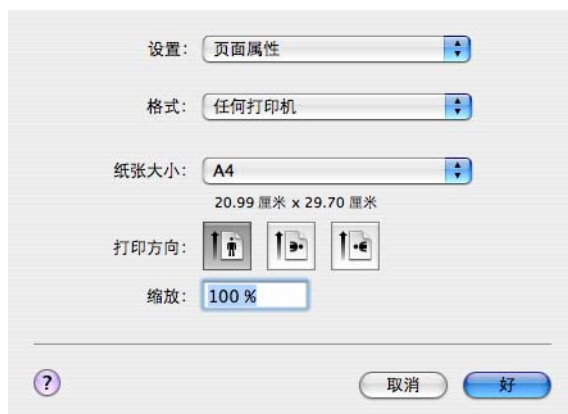 设置: 页面属性
格式: 任何打印机
纸张大小: A4
20.99 厘米 x 29.70 厘米
打印方向:
缩放: 100 %
? 取消 好